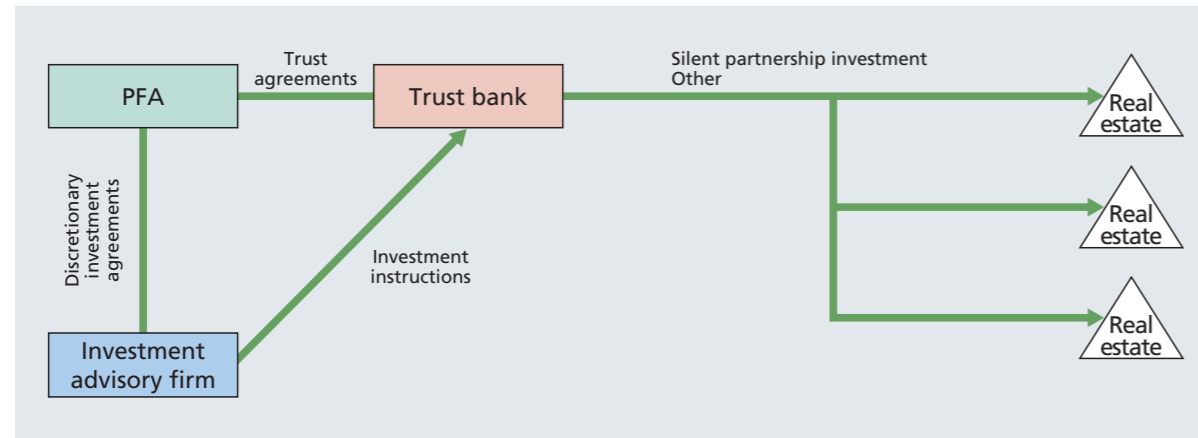 Trust
agreements
PFA
Trust bank
Silent partnership investment
Other
Real
estate
Discretionary
investment
agreements
Investment
instructions
Real
estate
Investment
advisory firm
Real
estate